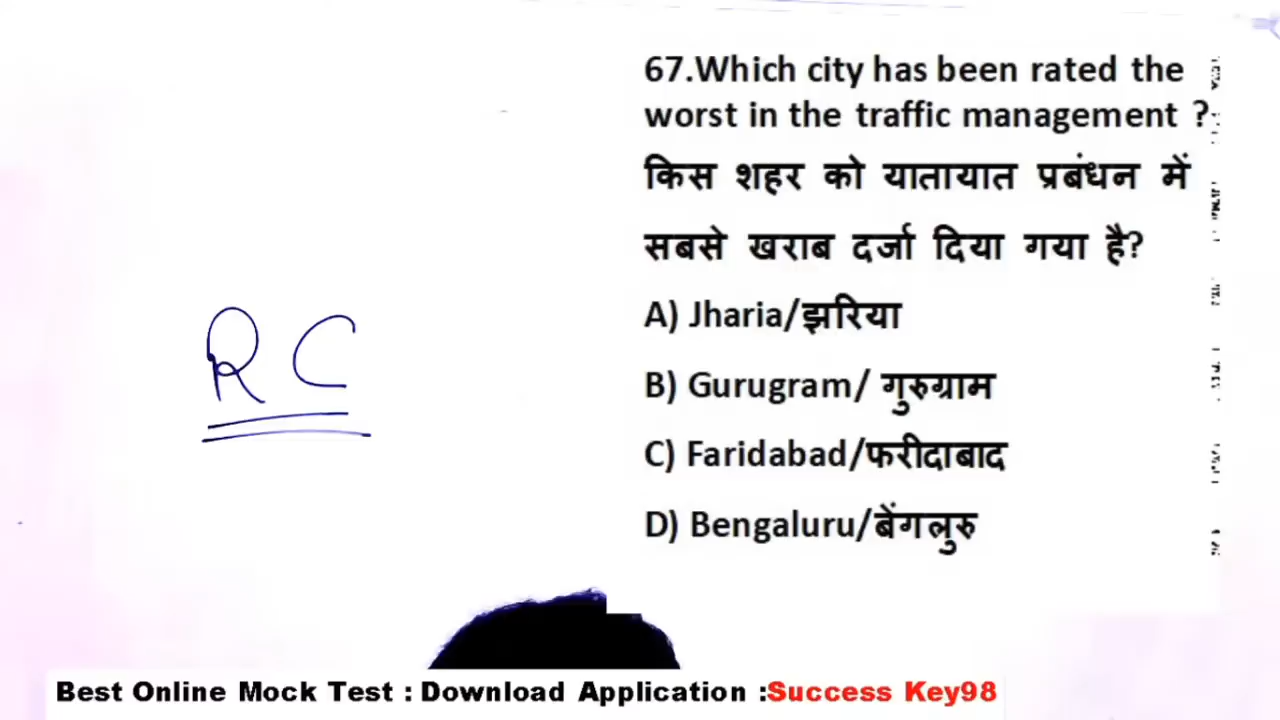 67.Which city has been rated the
worst in the traffic management ?
किस शहर को यातायात प्रबंधन में
सबसे खराब दर्जा दिया गया है?
A) Jharia/झरिया
B) Gurugram/ गुरुग्राम
C) Faridabad/फरीदाबाद
D) Bengaluru/बेंगलुरु
R C
Best Online Mock Test : Download Application :Success Key98